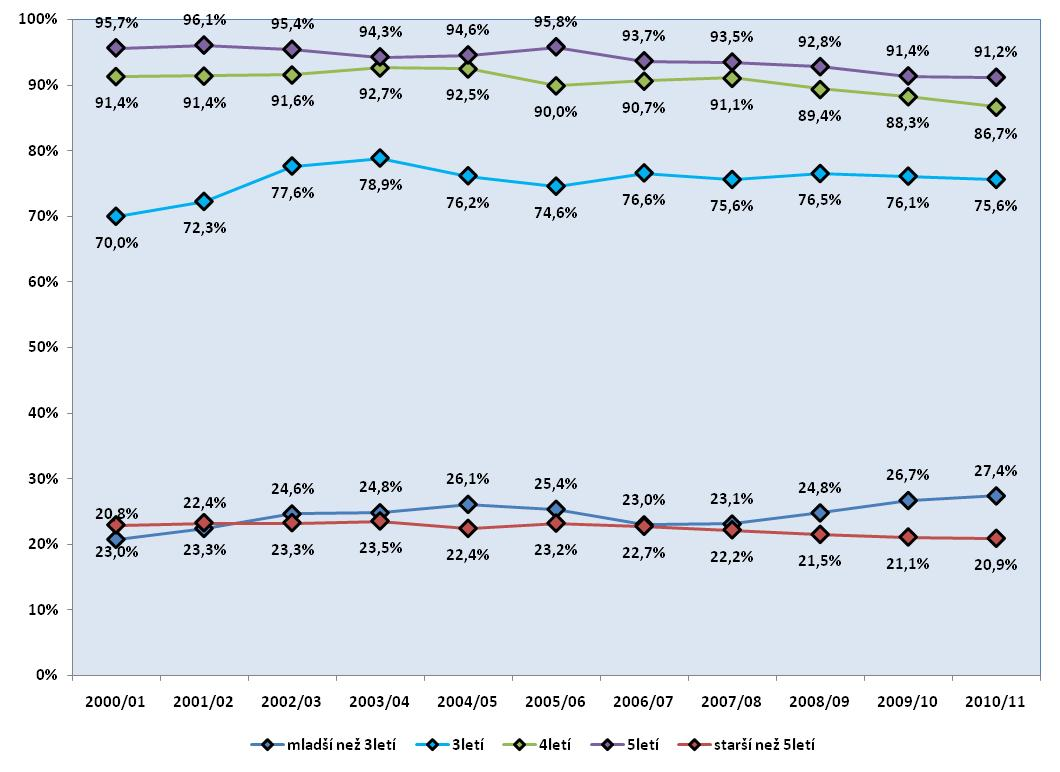 100%
95,7% 96,1% 95,4% 94,3% 94,6% 95,8% 93,7% 93,5% 92,8% 91,4% 91,2%
90%
91,4% 91,4% 91,6% 92,7% 92,5% 90,0% 90,7% 91,1% 89,4% 88,3% 86,7%
80%
70,0% 72,3% 77,6% 78,9% 76,2% 74,6% 76,6% 75,6% 76,5% 76,1% 75,6%
70%
60%
50%
40%
30%
20,8% 22,4% 24,6% 24,8% 26,1% 25,4% 23,0% 23,1% 24,8% 26,7% 27,4%
20%
23,0% 23,3% 23,3% 23,5% 22,4% 23,2% 22,7% 22,2% 21,5% 21,1% 20,9%
10%
0%
2000/01 2001/02 2002/03 2003/04 2004/05 2005/06 2006/07 2007/08 2008/09 2009/10 2010/11
mladší než 3letí 3letí 4letí 5letí starší než 5letí